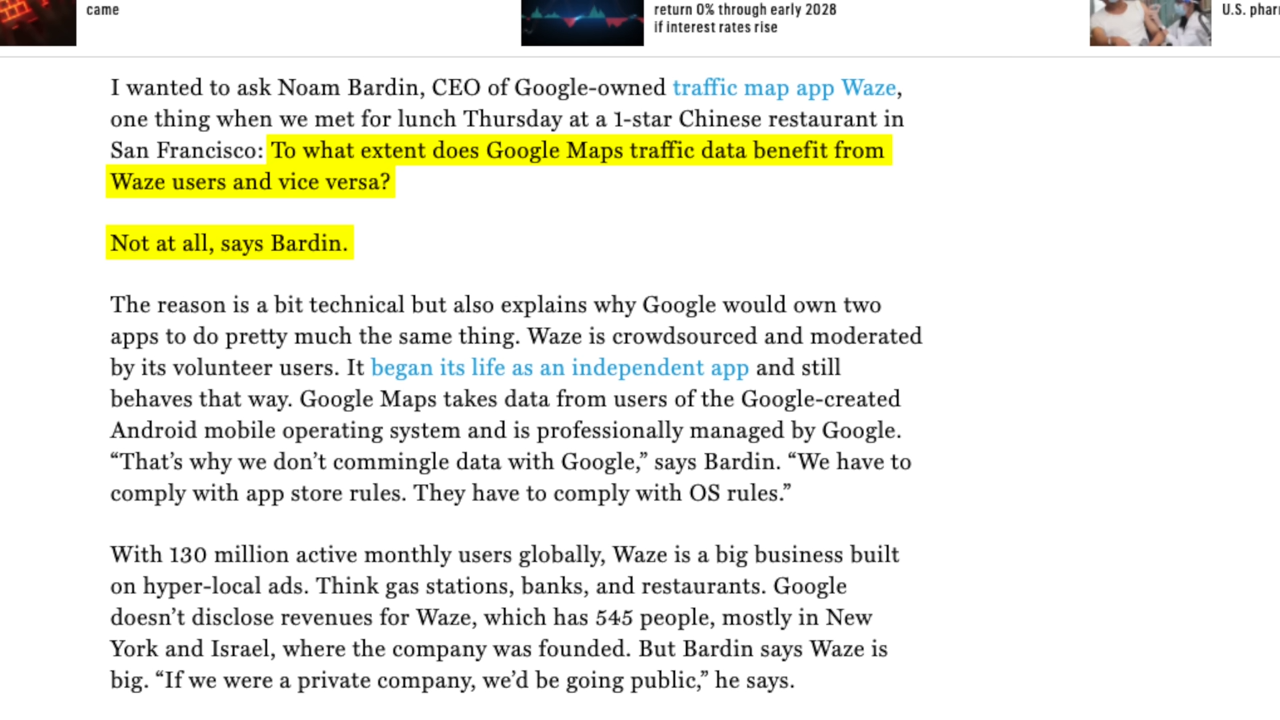 came
return 0% through early 2028
if interest rates rise
U.S. phar
I wanted to ask Noam Bardin, CEO of Google-owned traffic map app Waze,
one thing when we met for lunch Thursday at a 1-star Chinese restaurant in
San Francisco: To what extent does Google Maps traffic data benefit from
Waze users and vice versa?
Not at all, says Bardin.
The reason is a bit technical but also explains why Google would own two
apps to do pretty much the same thing. Waze is crowdsourced and moderated
by its volunteer users. It began its life as an independent app and still
behaves that way. Google Maps takes data from users of the Google-created
Android mobile operating system and is professionally managed by Google.
“That’s why we don’t commingle data with Google,” says Bardin. “We have to
comply with app store rules. They have to comply with OS rules.”
With 130 million active monthly users globally, Waze is a big business built
on hyper-local ads. Think gas stations, banks, and restaurants. Google
doesn’t disclose revenues for Waze, which has 545 people, mostly in New
York and Israel, where the company was founded. But Bardin says Waze is
big. “If we were a private company, we’d be going public,” he says.